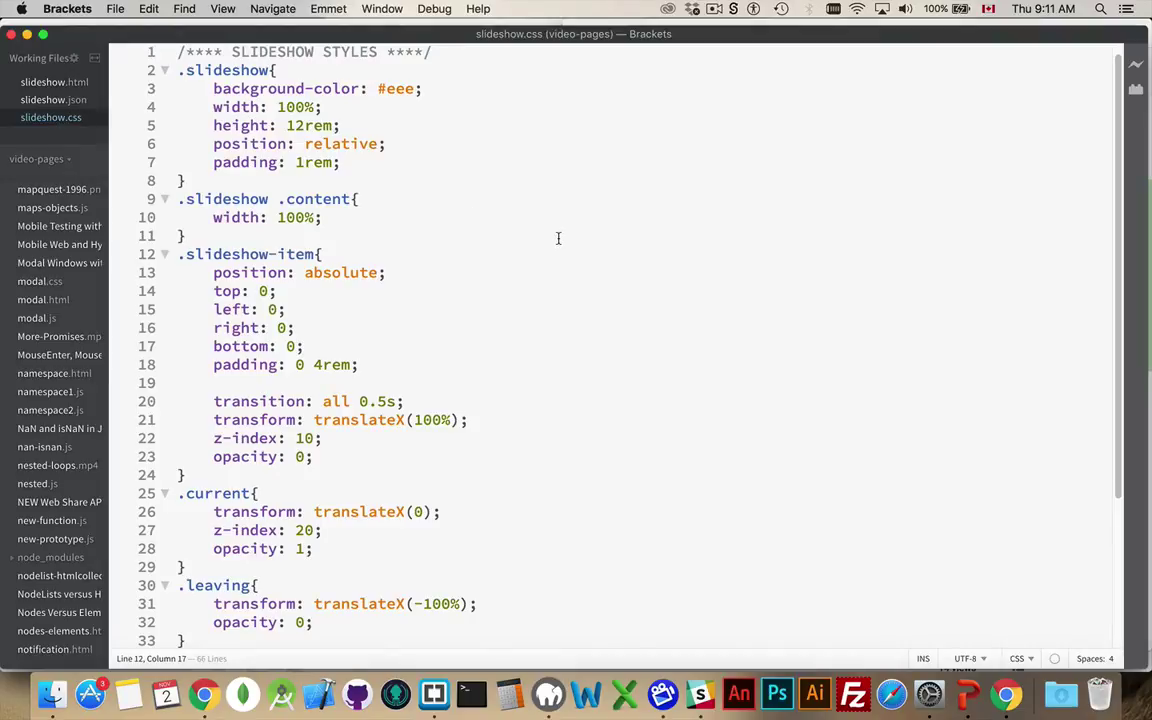 Brackets File Edit Find View Navigate Emmet Window Debug Help 100% Thu 9:11 AM
slideshow.css (video-pages) — Brackets
Working Files
slideshow.html
slideshow.json
slideshow.css
video-pages
mapquest-1996.pn
maps-objects.js
Mobile Testing with
Mobile Web and Hy
Modal Windows wit
modal.css
modal.html
modal.js
More-Promises.mp
MouseEnter, Mouse
namespace.html
namespace1.js
namespace2.js
NaN and isNaN in J
nan-isnan.js
nested-loops.mp4
nested.js
NEW Web Share AP
new-function.js
new-prototype.js
node_modules
nodelist-htmlcollec
NodeLists versus H
Nodes Versus Elem
nodes-elements.ht
notification.html
1 /**** SLIDESHOW STYLES ****/
2 .slideshow{
3 background-color: #eee;
4 width: 100%;
5 height: 12rem;
6 position: relative;
7 padding: 1rem;
8 }
9 .slideshow .content{
10 width: 100%;
11 }
12 .slideshow-item{
13 position: absolute;
14 top: 0;
15 left: 0;
16 right: 0;
17 bottom: 0;
18 padding: 0 4rem;
19
20 transition: all 0.5s;
21 transform: translateX(100%);
22 z-index: 10;
23 opacity: 0;
24 }
25 .current{
26 transform: translateX(0);
27 z-index: 20;
28 opacity: 1;
29 }
30 .leaving{
31 transform: translateX(-100%);
32 opacity: 0;
33 }
Line 12, Column 17 — 66 Lines
INS UTF-8 CSS Spaces: 4
3
NOV 2
An Ps Ai Fz